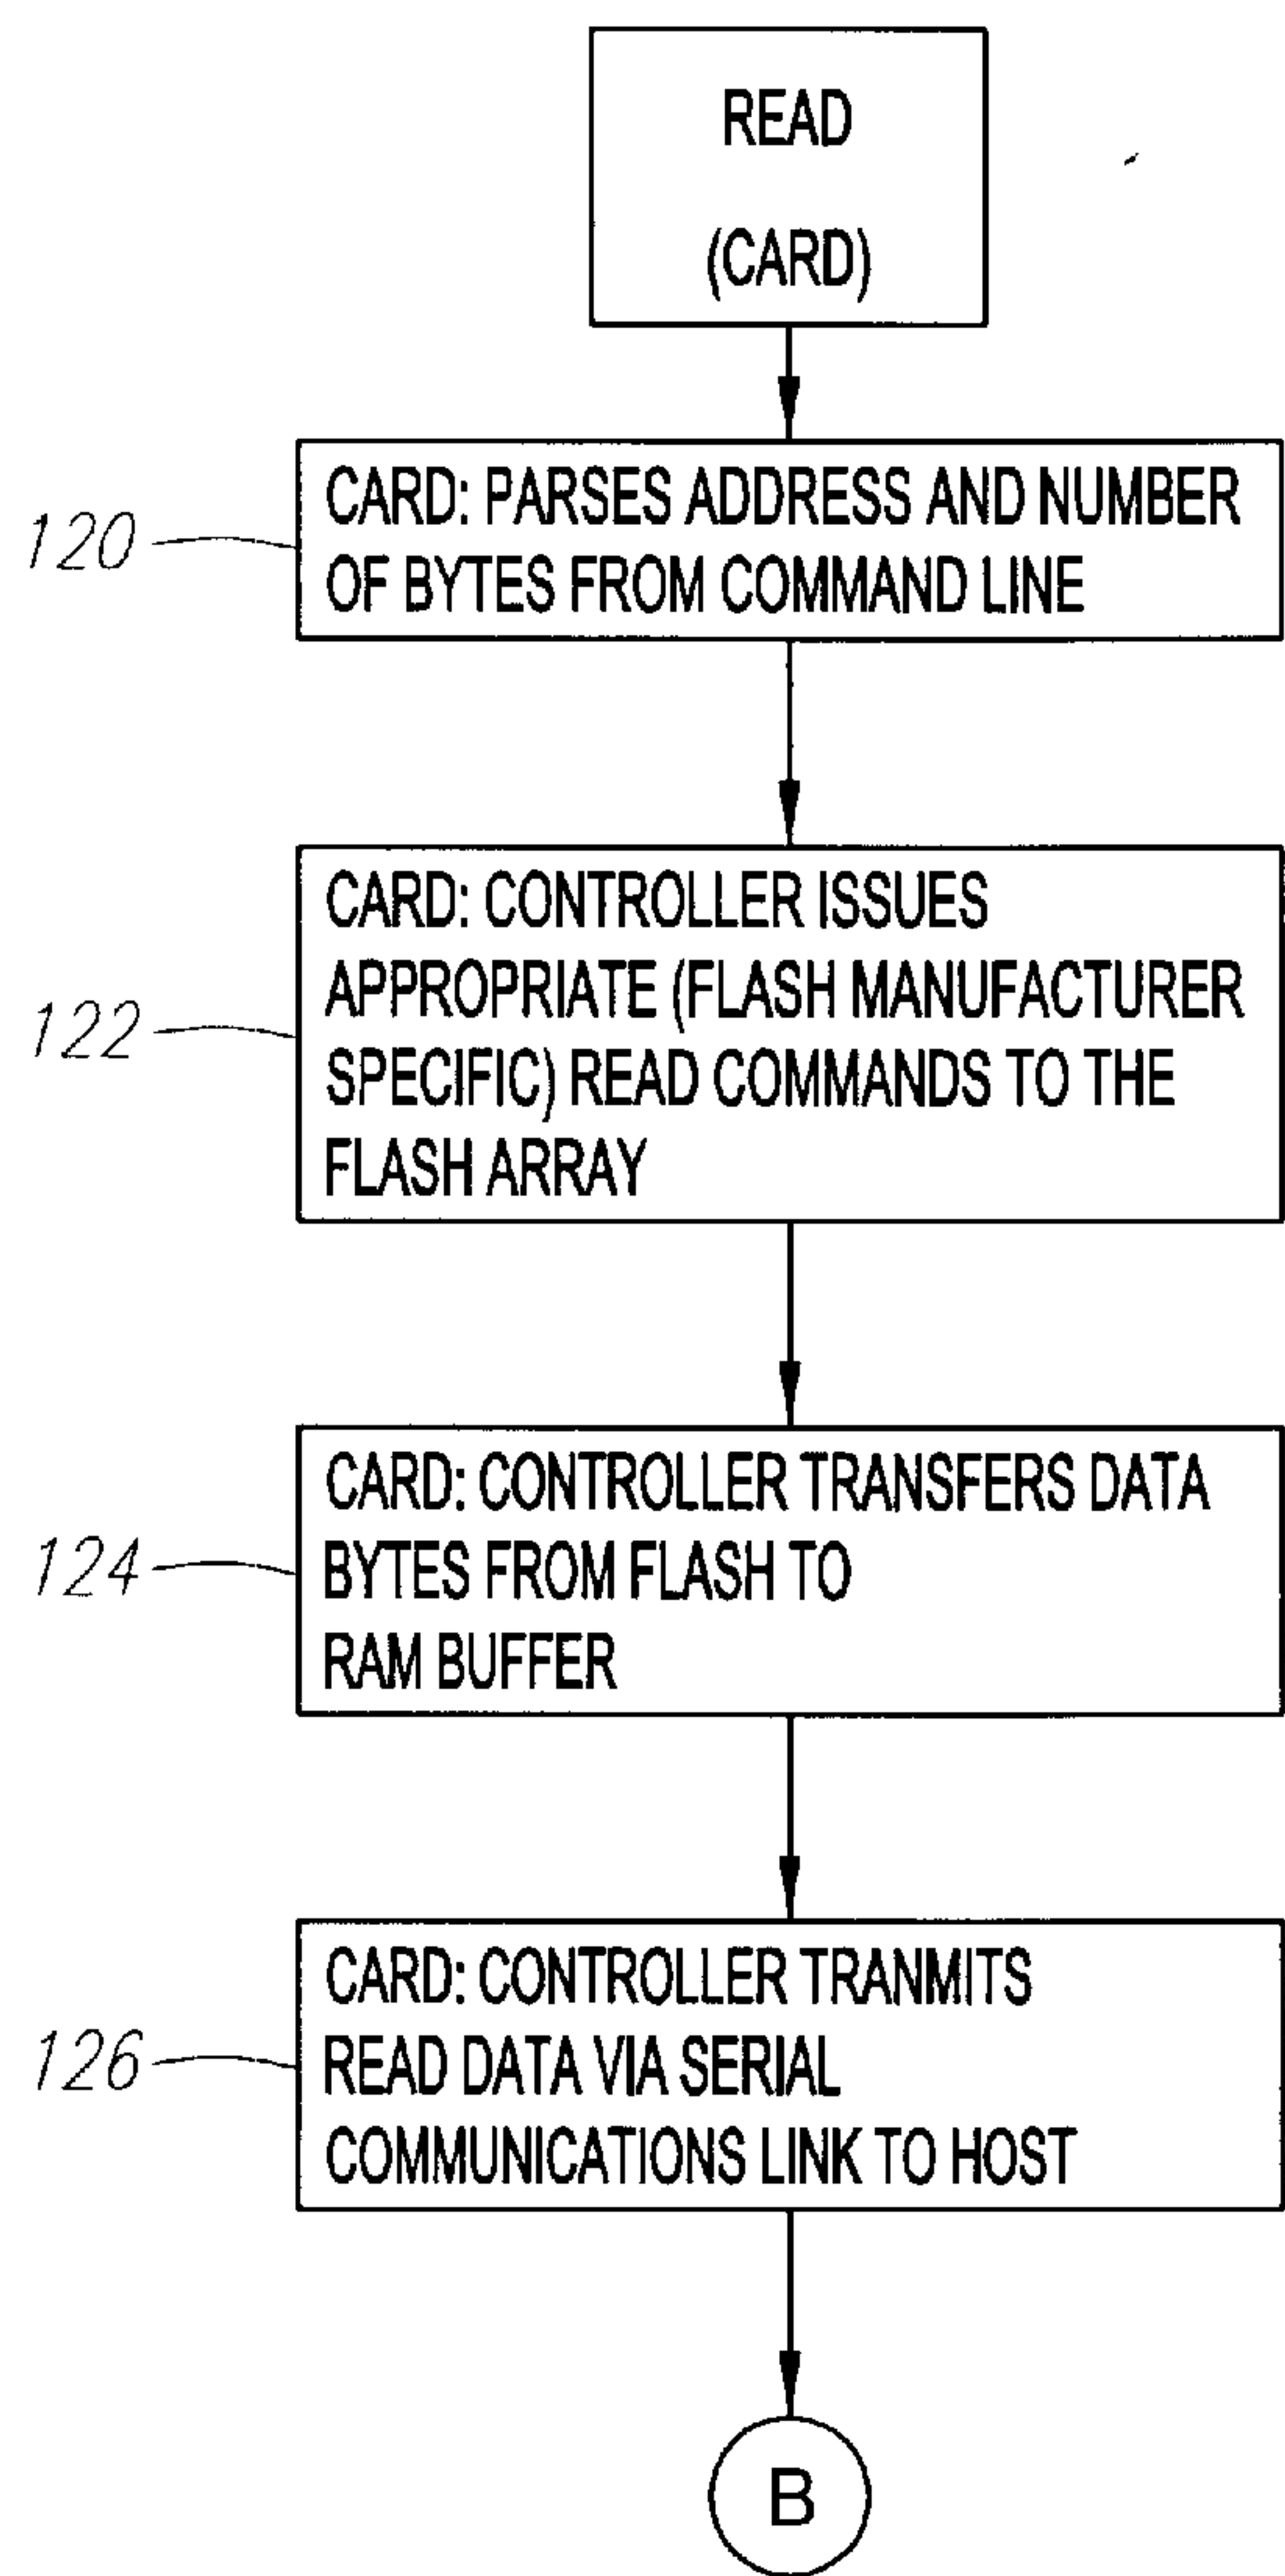 READ
(CARD)
120
CARD: PARSES ADDRESS AND NUMBER
OF BYTES FROM COMMAND LINE
122
CARD: CONTROLLER ISSUES
APPROPRIATE (FLASH MANUFACTURER
SPECIFIC) READ COMMANDS TO THE
FLASH ARRAY
124
CARD: CONTROLLER TRANSFERS DATA
BYTES FROM FLASH TO
RAM BUFFER
126
CARD: CONTROLLER TRANMITS
READ DATA VIA SERIAL
COMMUNICATIONS LINK TO HOST
B